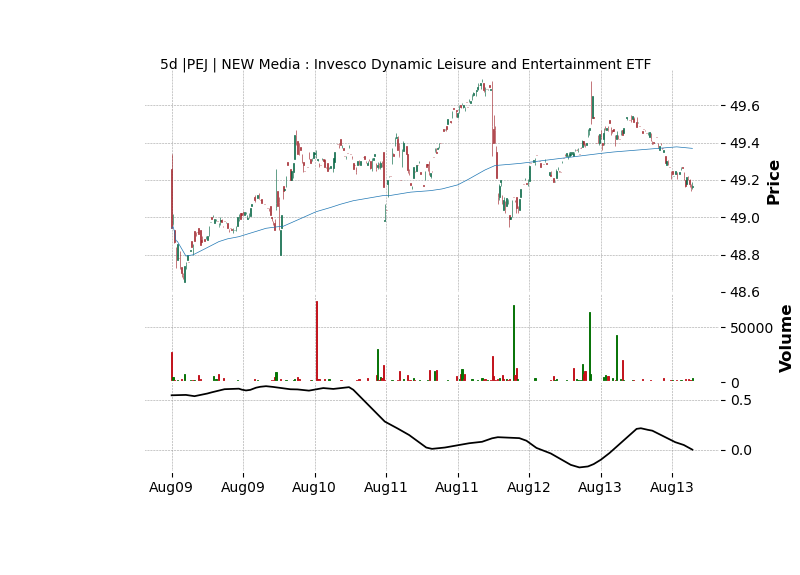 5d |PEJ | NEW Media : Invesco Dynamic Leisure and Entertainment ETF
49.6
49.4
49.2
49.0
48.8
48.6
Price
50000
0
Volume
0.5
0.0
Aug09 Aug09 Aug10 Aug11 Aug11 Aug12 Aug13 Aug13